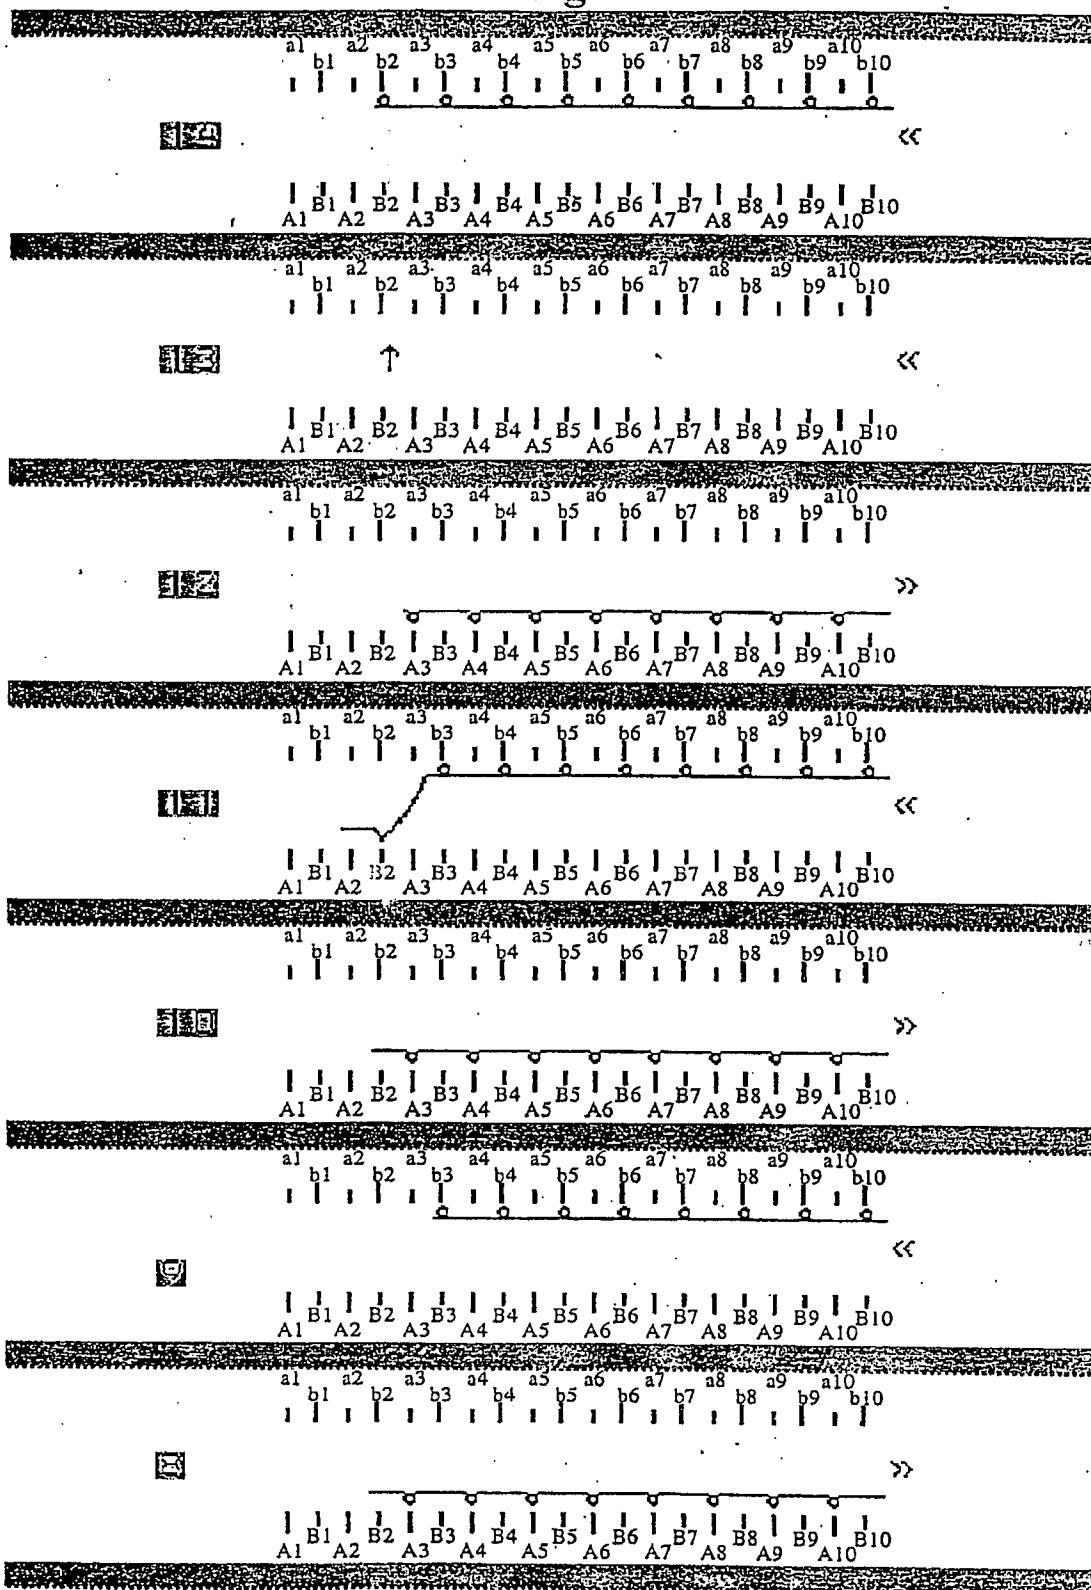 g
a1 a2 a3 a4 a5 a6 a7 a8 a9 a10
b1 b2 b3 b4 b5 b6 b7 b8 b9 b10
14 <<
B1 B2 B3 B4 B5 B6 B7 B8 B9 B10
A1 A2 A3 A4 A5 A6 A7 A8 A9 A10
a1 a2 a3 a4 a5 a6 a7 a8 a9 a10
b1 b2 b3 b4 b5 b6 b7 b8 b9 b10
13 ↑ <<
B1 B2 B3 B4 B5 B6 B7 B8 B9 B10
A1 A2 A3 A4 A5 A6 A7 A8 A9 A10
a1 a2 a3 a4 a5 a6 a7 a8 a9 a10
b1 b2 b3 b4 b5 b6 b7 b8 b9 b10
12 >>
B1 B2 B3 B4 B5 B6 B7 B8 B9 B10
A1 A2 A3 A4 A5 A6 A7 A8 A9 A10
a1 a2 a3 a4 a5 a6 a7 a8 a9 a10
b1 b2 b3 b4 b5 b6 b7 b8 b9 b10
11 <<
B1 B2 B3 B4 B5 B6 B7 B8 B9 B10
A1 A2 A3 A4 A5 A6 A7 A8 A9 A10
a1 a2 a3 a4 a5 a6 a7 a8 a9 a10
b1 b2 b3 b4 b5 b6 b7 b8 b9 b10
10 >>
B1 B2 B3 B4 B5 B6 B7 B8 B9 B10
A1 A2 A3 A4 A5 A6 A7 A8 A9 A10
a1 a2 a3 a4 a5 a6 a7 a8 a9 a10
b1 b2 b3 b4 b5 b6 b7 b8 b9 b10
9 <<
B1 B2 B3 B4 B5 B6 B7 B8 B9 B10
A1 A2 A3 A4 A5 A6 A7 A8 A9 A10
a1 a2 a3 a4 a5 a6 a7 a8 a9 a10
b1 b2 b3 b4 b5 b6 b7 b8 b9 b10
8 >>
B1 B2 B3 B4 B5 B6 B7 B8 B9 B10
A1 A2 A3 A4 A5 A6 A7 A8 A9 A10